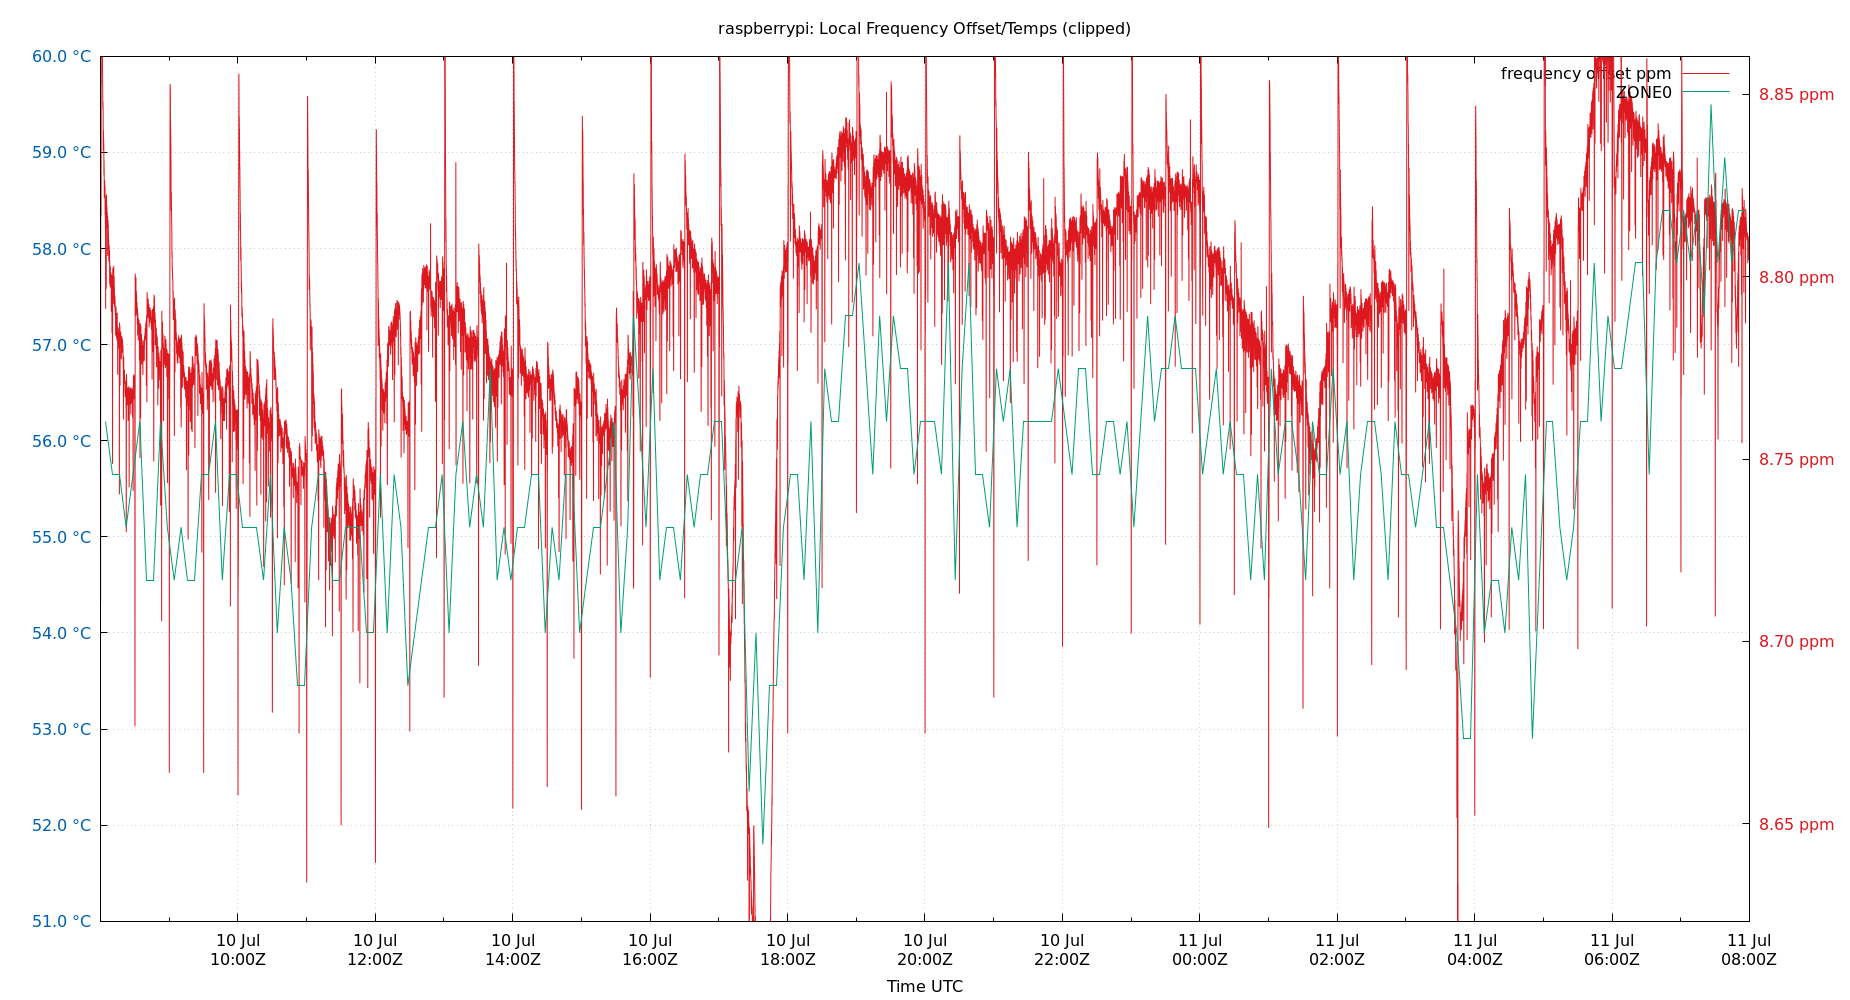 raspberrypi: Local Frequency Offset/Temps (clipped)
60.0 °C
59.0 °C
58.0 °C
57.0 °C
56.0 °C
55.0 °C
54.0 °C
53.0 °C
52.0 °C
51.0 °C
frequency offset ppm
ZONE0
8.85 ppm
8.80 ppm
8.75 ppm
8.70 ppm
8.65 ppm
10 Jul 10:00Z
10 Jul 12:00Z
10 Jul 14:00Z
10 Jul 16:00Z
10 Jul 18:00Z
10 Jul 20:00Z
10 Jul 22:00Z
11 Jul 00:00Z
11 Jul 02:00Z
11 Jul 04:00Z
11 Jul 06:00Z
11 Jul 08:00Z
Time UTC